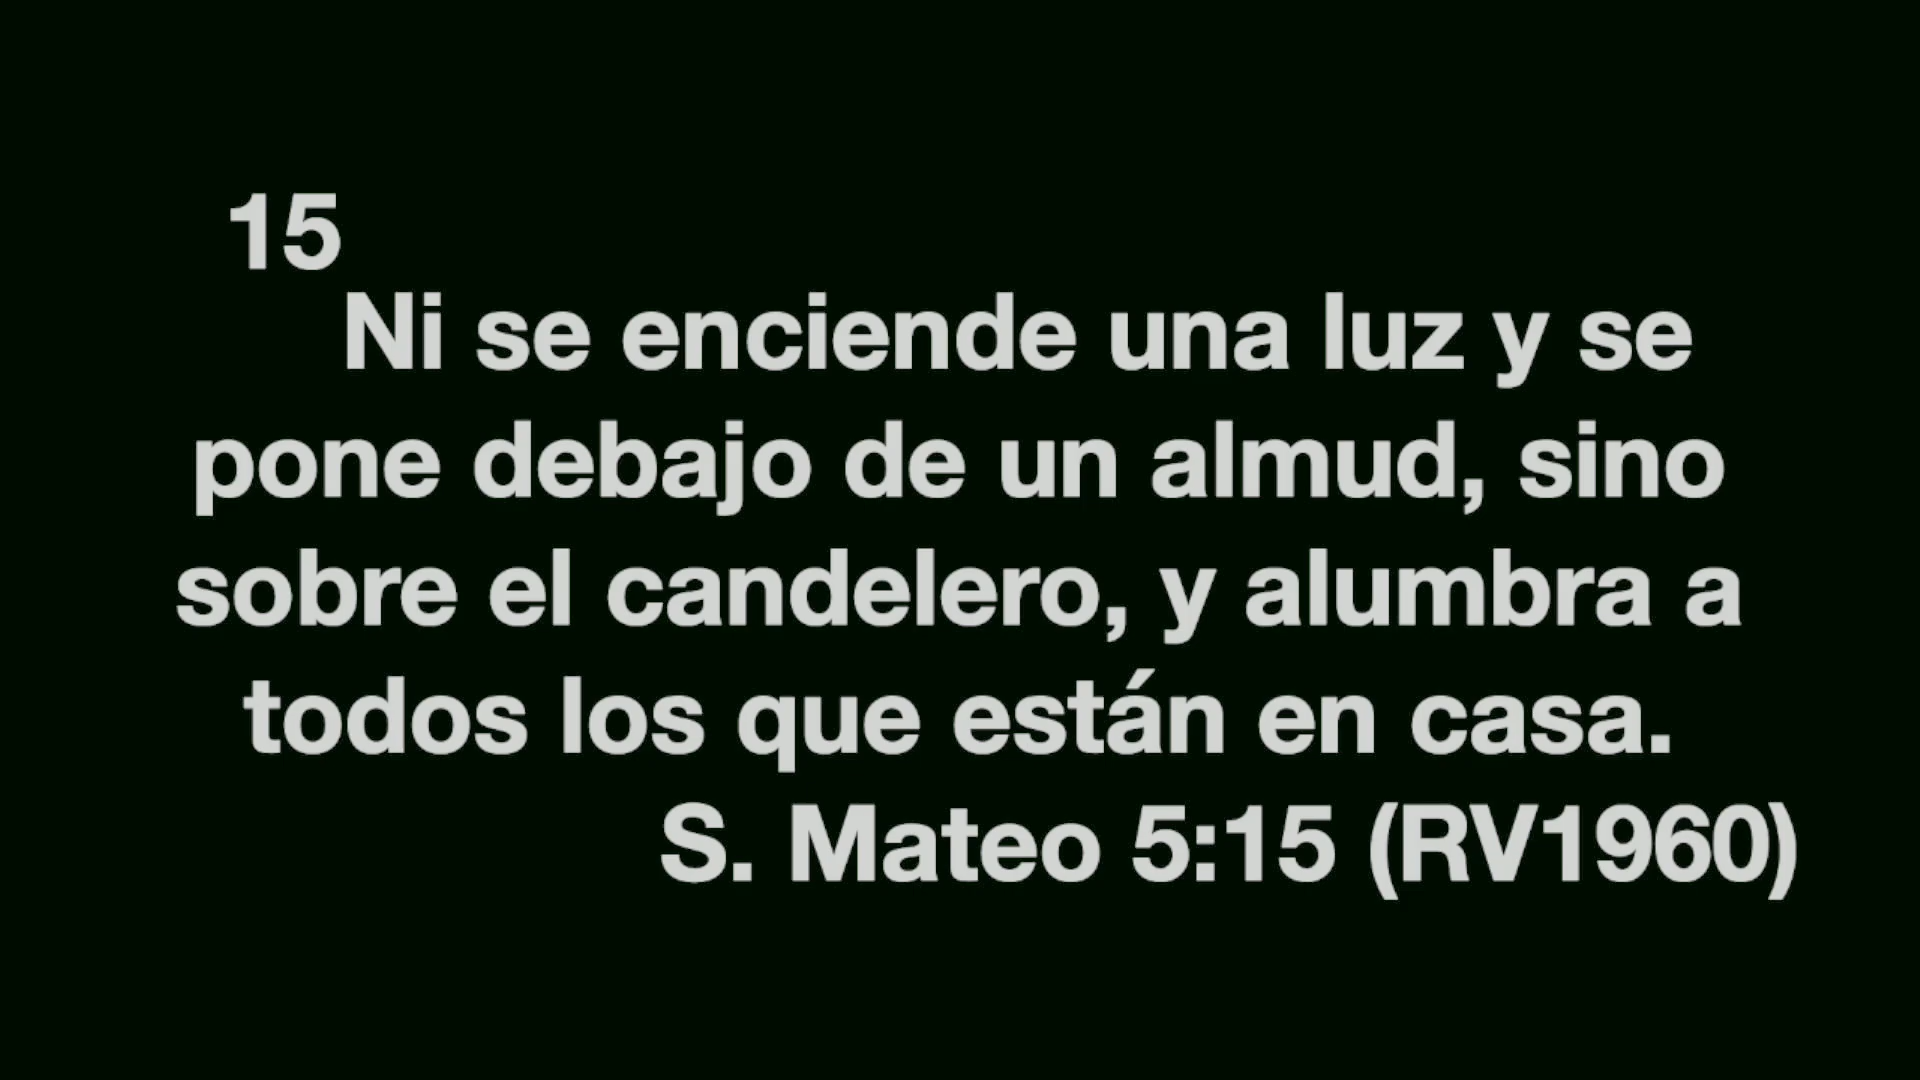 15
Ni se enciende una luz y se
pone debajo de un almud, sino
sobre el candelero, y alumbra a
todos los que están en casa.
S. Mateo 5:15 (RV1960)